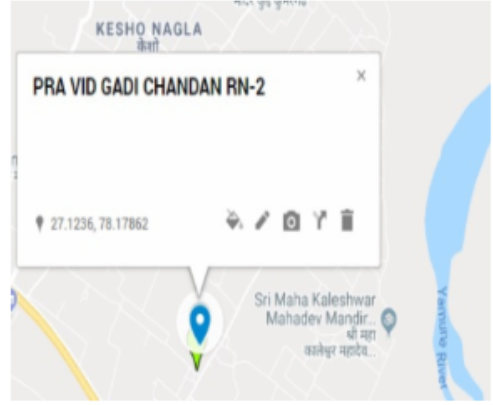 KESHO NAGLA
केशो
PRA VID GADI CHANDAN RN-2
×
27.1236, 78.17862
Sri Maha Kaleshwar
Mahadev Mandir...
श्री महा
कालेश्वर महादेव...
Yamuna River